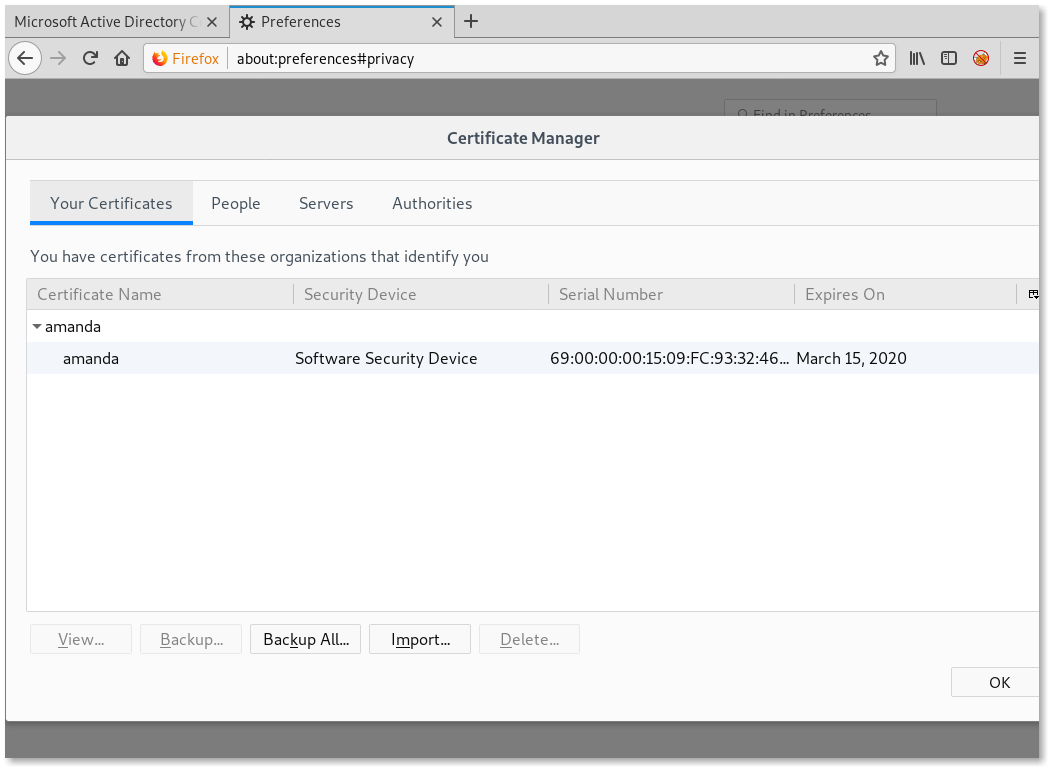 Microsoft Active Directory C
Preferences
Firefox about:preferences#privacy
Find in Preferences
Certificate Manager
Your Certificates People Servers Authorities
You have certificates from these organizations that identify you
Certificate Name Security Device Serial Number Expires On
amanda
amanda Software Security Device 69:00:00:00:15:09:FC:93:32:46... March 15, 2020
View... Backup... Backup All... Import... Delete...
OK